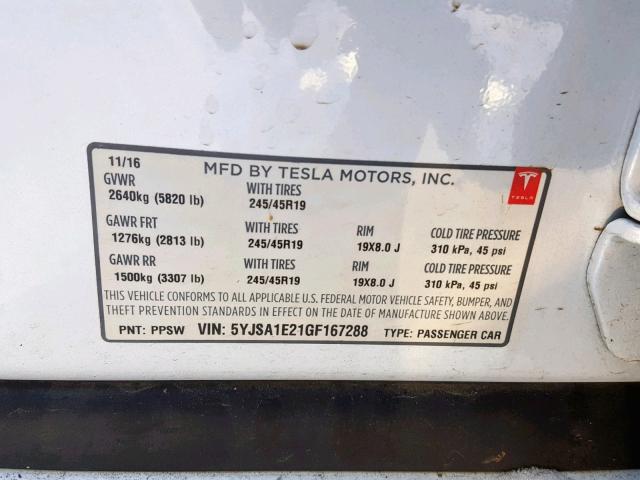 11/16 MFD BY TESLA MOTORS, INC.
GVWR WITH TIRES
2640kg (5820 lb) 245/45R19
TESLA
GAWR FRT WITH TIRES RIM COLD TIRE PRESSURE
1276kg (2813 lb) 245/45R19 19X8.0 J 310 kPa, 45 psi
GAWR RR WITH TIRES RIM COLD TIRE PRESSURE
1500kg (3307 lb) 245/45R19 19X8.0 J 310 kPa, 45 psi
THIS VEHICLE CONFORMS TO ALL APPLICABLE U.S. FEDERAL MOTOR VEHICLE SAFETY, BUMPER, AND
THEFT PREVENTION STANDARDS IN EFFECT ON THE DATE OF MANUFACTURE SHOWN ABOVE.
PNT: PPSW VIN: 5YJSA1E21GF167288 TYPE: PASSENGER CAR